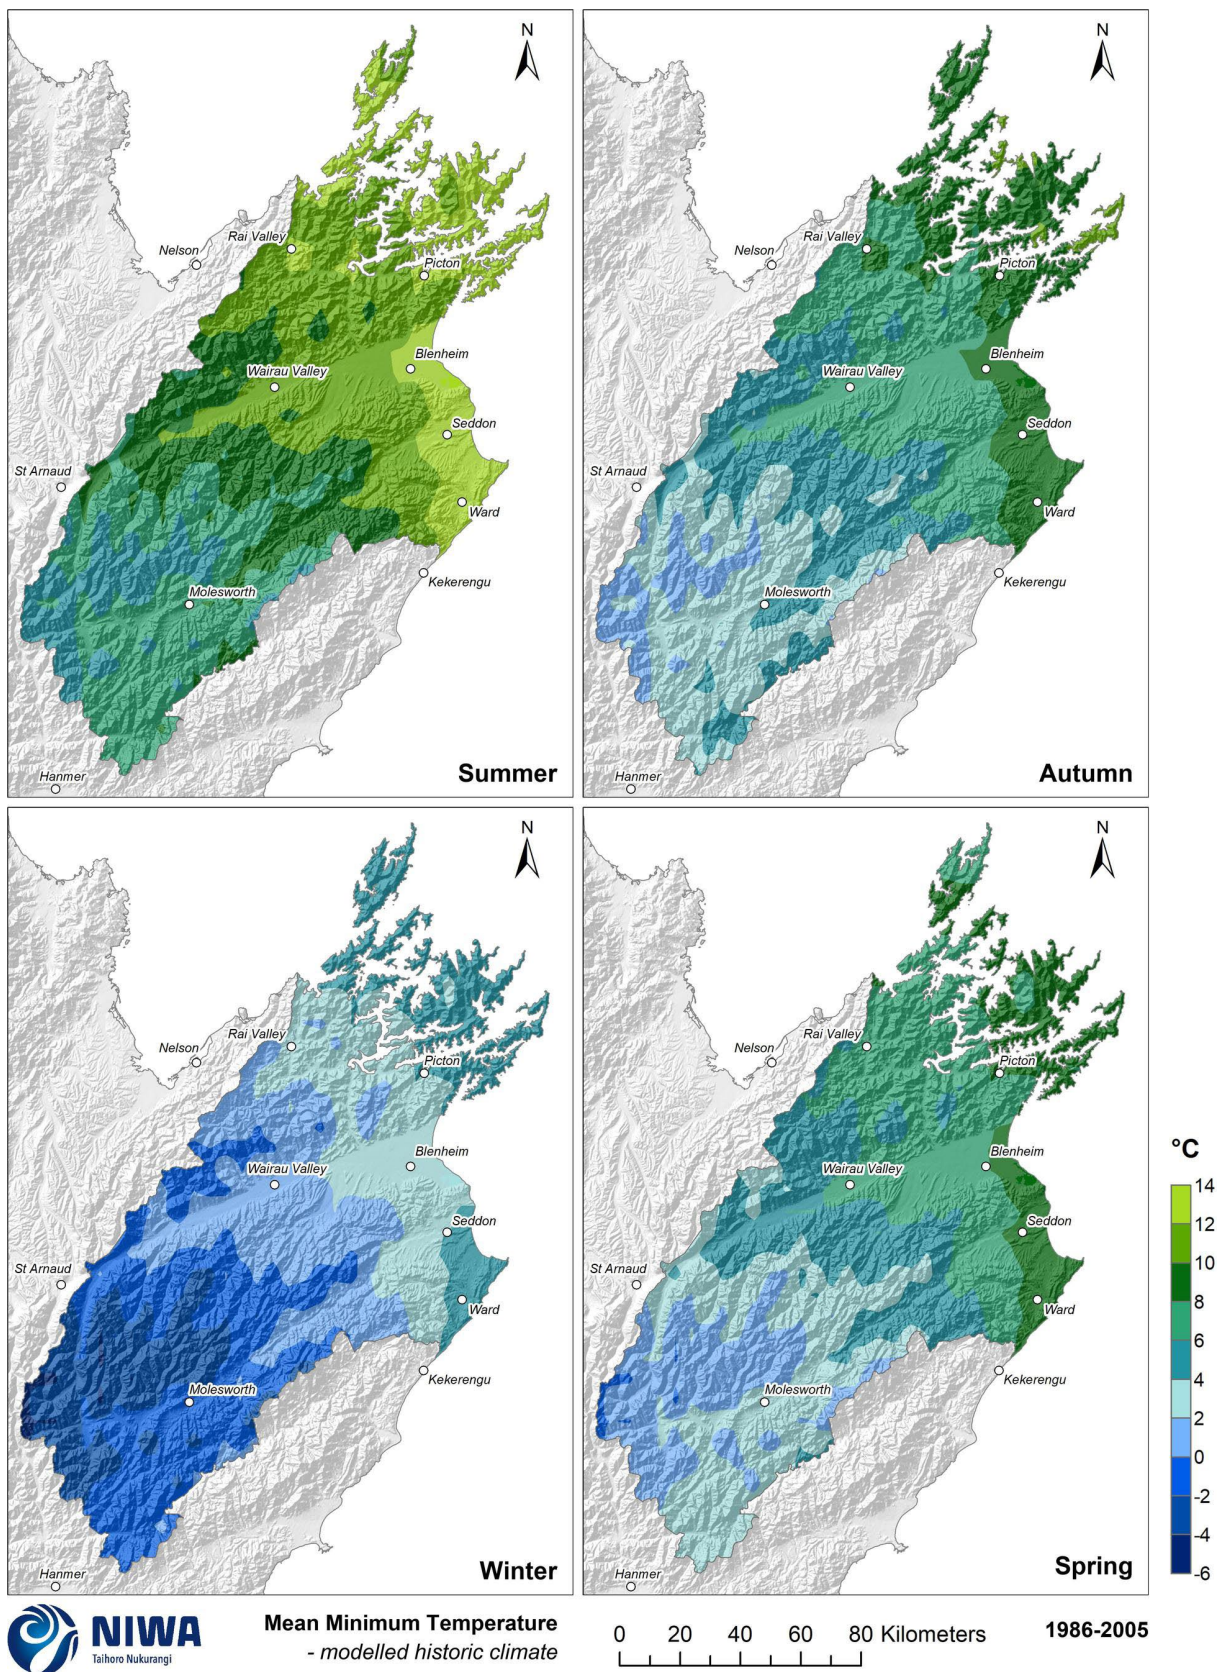 N
Rai Valley
Nelson
Picton
Blenheim
Wairau Valley
Seddon
St Arnaud
Ward
Kekerengu
Molesworth
Hanmer
Summer
N
Rai Valley
Nelson
Picton
Blenheim
Wairau Valley
Seddon
St Arnaud
Ward
Kekerengu
Molesworth
Hanmer
Autumn
N
Rai Valley
Nelson
Picton
Blenheim
Wairau Valley
Seddon
St Arnaud
Ward
Kekerengu
Molesworth
Hanmer
Winter
N
Rai Valley
Nelson
Picton
Blenheim
Wairau Valley
Seddon
St Arnaud
Ward
Kekerengu
Molesworth
Hanmer
Spring
°C
14
12
10
8
6
4
2
0
-2
-4
-6
NIWA
Taihoro Nukurangi
Mean Minimum Temperature
- modelled historic climate
0 20 40 60 80 Kilometers
1986-2005